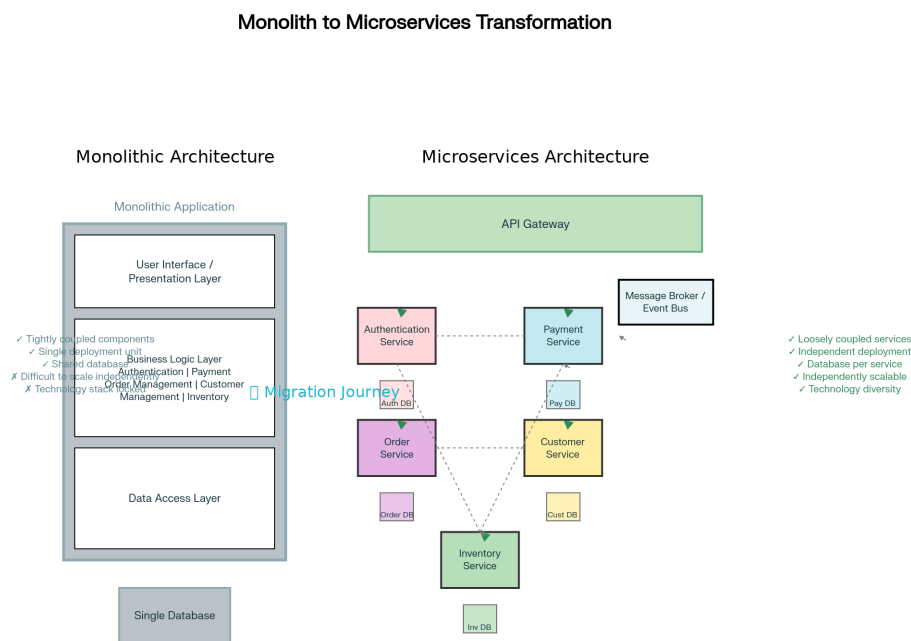 Monolith to Microservices Transformation
Monolithic Architecture
Microservices Architecture
Monolithic Application
User Interface /
Presentation Layer
✓ Tightly coupled components
✓ Single deployment unit
✓ Shared database
✗ Difficult to scale independently
✗ Technology stack locked
Business Logic Layer
Authentication | Payment
Order Management | Customer
Management | Inventory
Data Access Layer
Single Database
Migration Journey
API Gateway
Message Broker /
Event Bus
Authentication
Service
Payment
Service
Auth DB
Pay DB
Order
Service
Customer
Service
Order DB
Cust DB
Inventory
Service
Inv DB
✓ Loosely coupled services
✓ Independent deployment
✓ Database per service
✓ Independently scalable
✓ Technology diversity